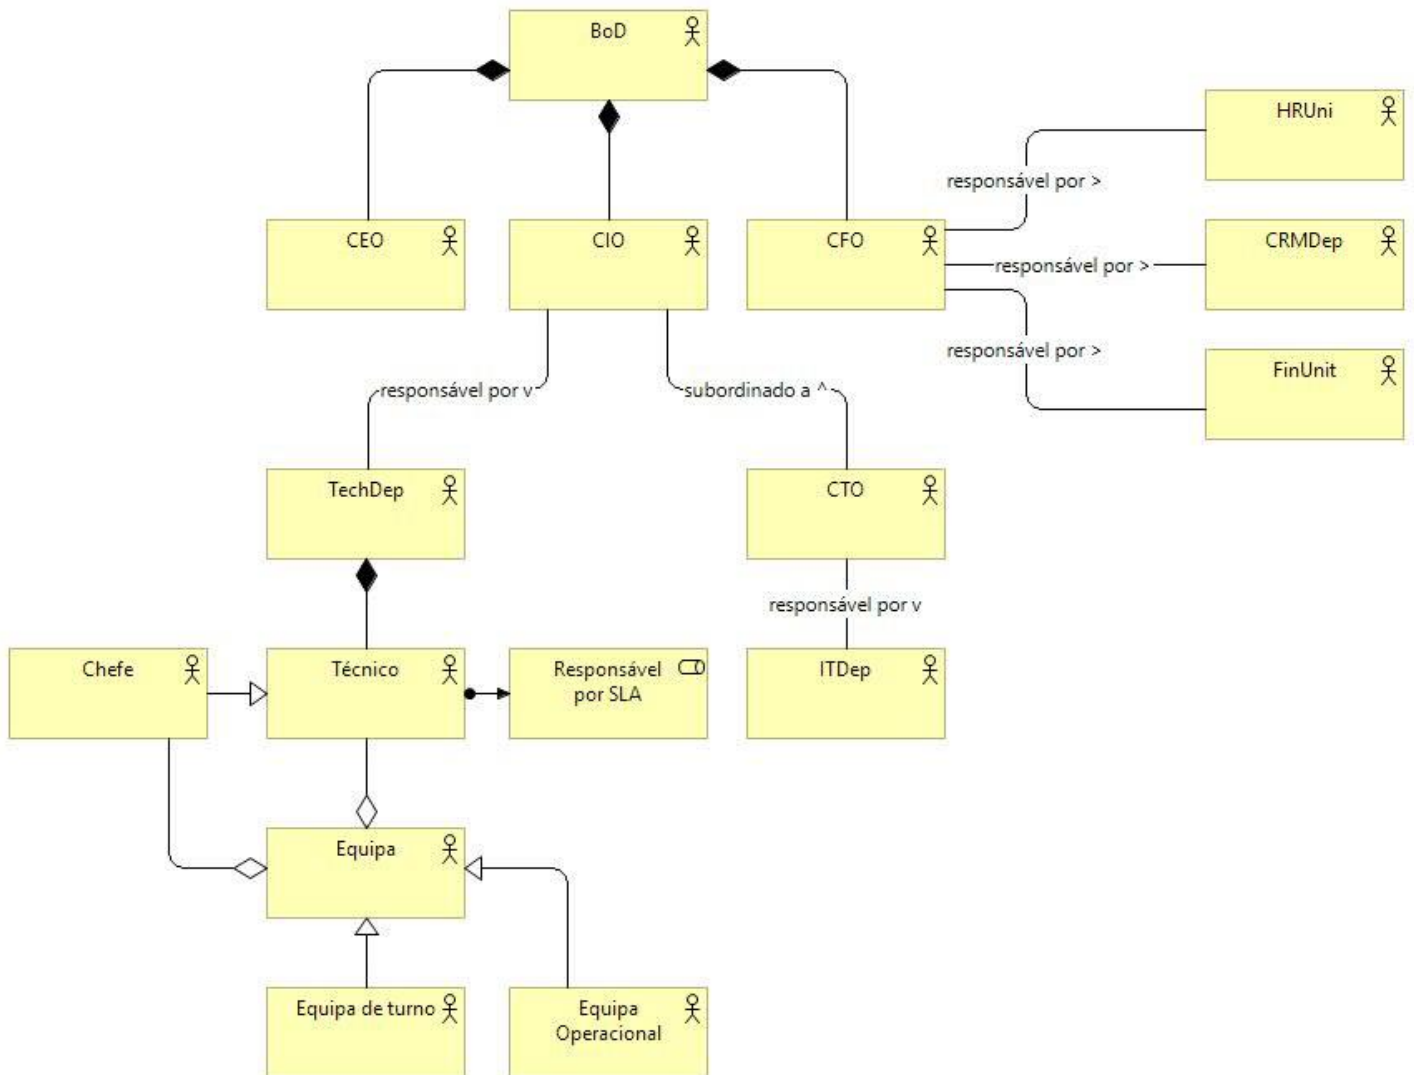 BoD
HRUni
responsável por >
CEO
CIO
CFO
CRMDep
responsável por >
responsável por >
FinUnit
responsável por v
subordinado a ^
TechDep
CTO
responsável por v
Chefe
Técnico
Responsável
por SLA
ITDep
Equipa
Equipa de turno
Equipa
Operacional